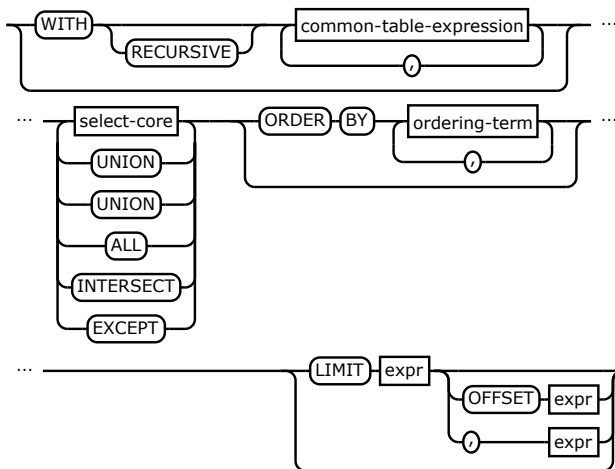 WITH RECURSIVE common-table-expression , ...
... select-core ORDER BY ordering-term , ...
UNION
UNION
ALL
INTERSECT
EXCEPT
... LIMIT expr
OFFSET expr
, expr